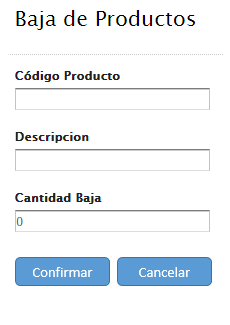 Baja de Productos
Código Producto
Descripcion
Cantidad Baja
0
Confirmar
Cancelar